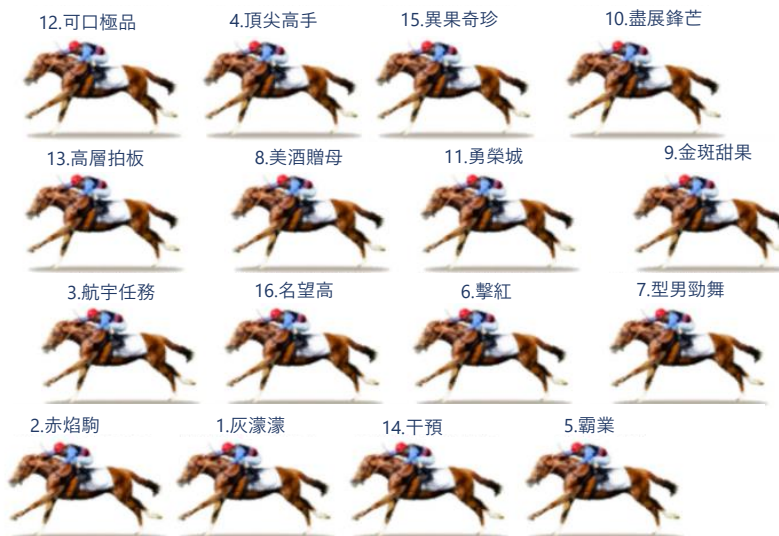 12.可口極品 4.頂尖高手 15.異果奇珍 10.盡展鋒芒
13.高層拍板 8.美酒贈母 11.勇榮城 9.金斑甜果
3.航宇任務 16.名望高 6.擊紅 7.型男勁舞
2.赤焰駒 1.灰濛濛 14.干預 5.霸業